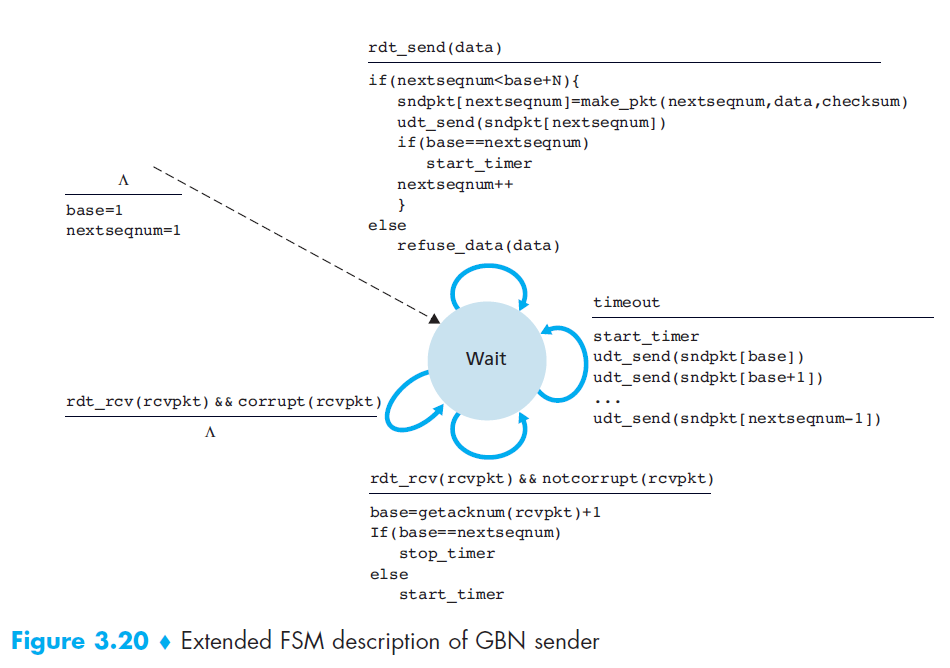 rdt_send(data)
if(nextseqnum<base+N){
sndpkt[nextseqnum]=make_pkt(nextseqnum,data,checksum)
udt_send(sndpkt[nextseqnum])
if(base==nextseqnum)
start_timer
nextseqnum++
}
else
refuse_data(data)
Λ
base=1
nextseqnum=1
timeout
start_timer
udt_send(sndpkt[base])
udt_send(sndpkt[base+1])
...
udt_send(sndpkt[nextseqnum-1])
Wait
rdt_rcv(rcvpkt) && corrupt(rcvpkt)
Λ
rdt_rcv(rcvpkt) && notcorrupt(rcvpkt)
base=getacknum(rcvpkt)+1
If(base==nextseqnum)
stop_timer
else
start_timer
Figure 3.20 ♦ Extended FSM description of GBN sender